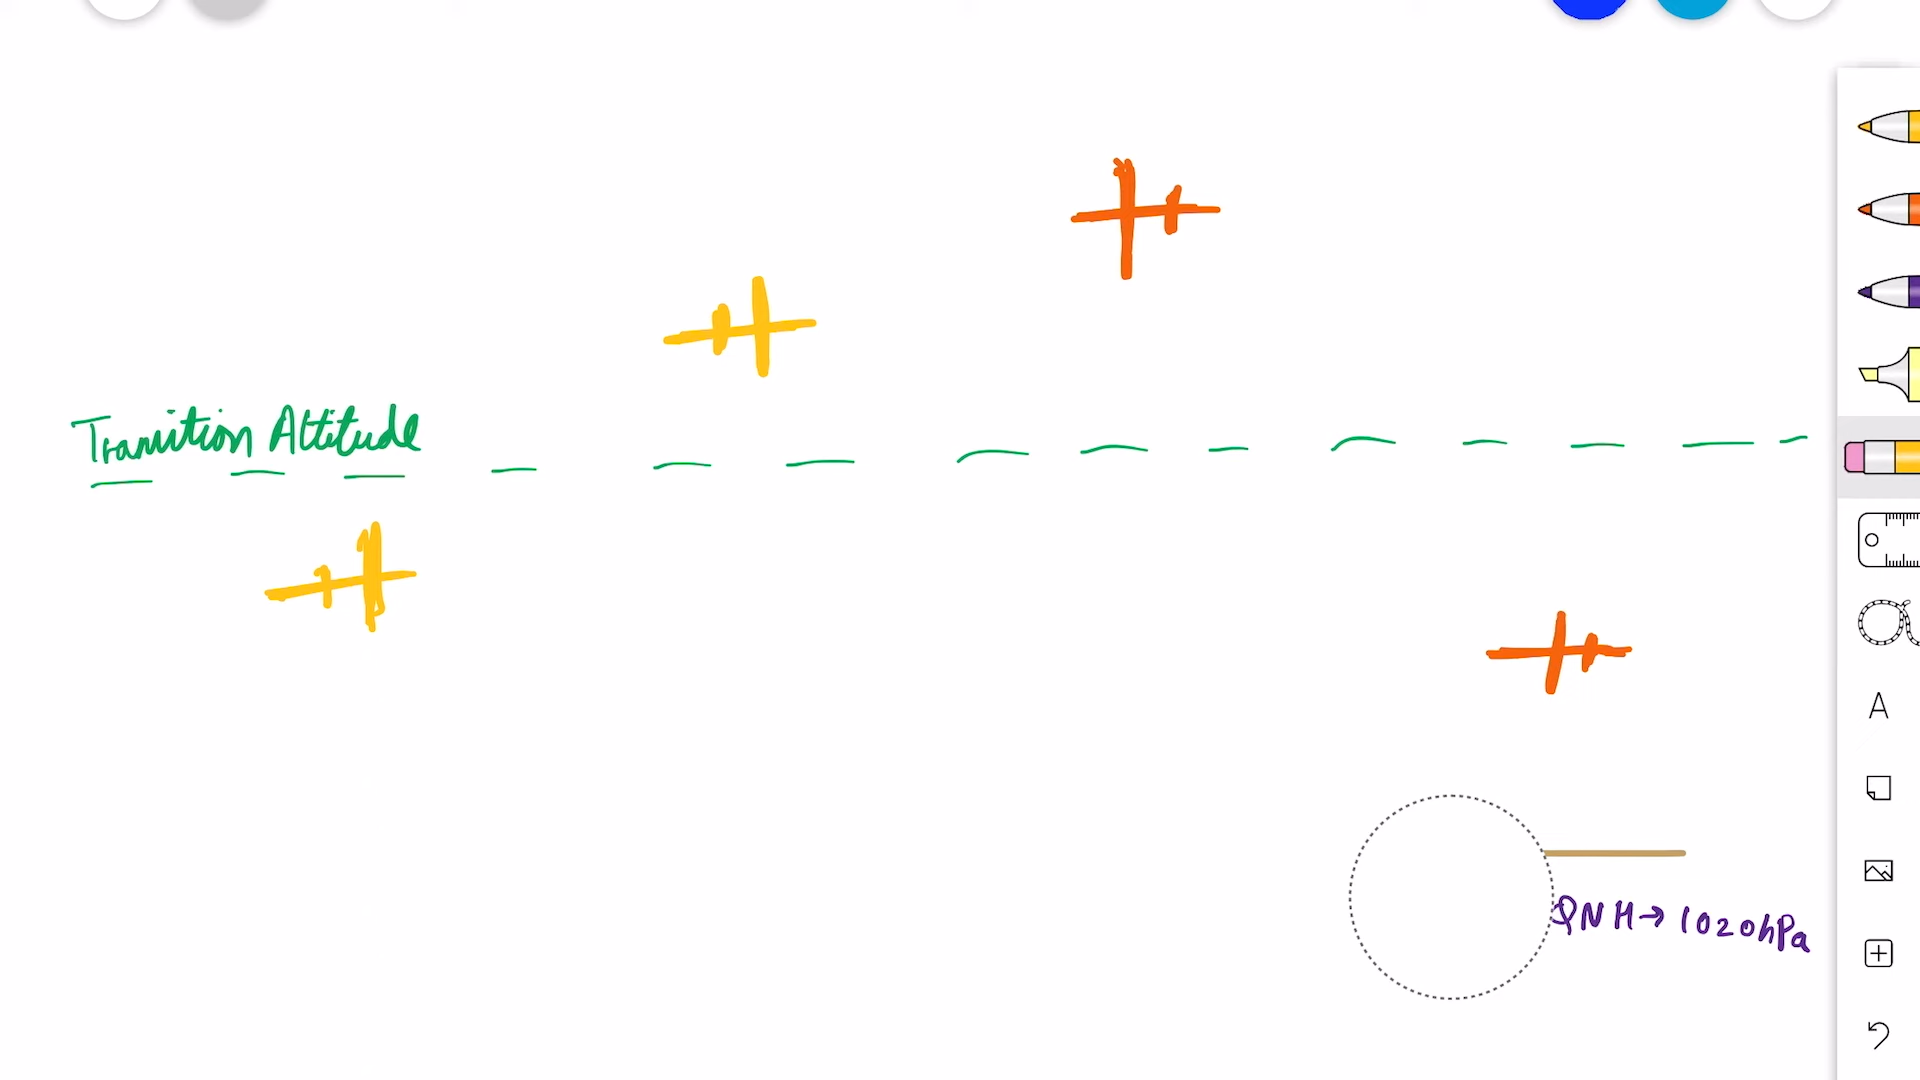 Transition Altitude
QNH → 1020hPa
A